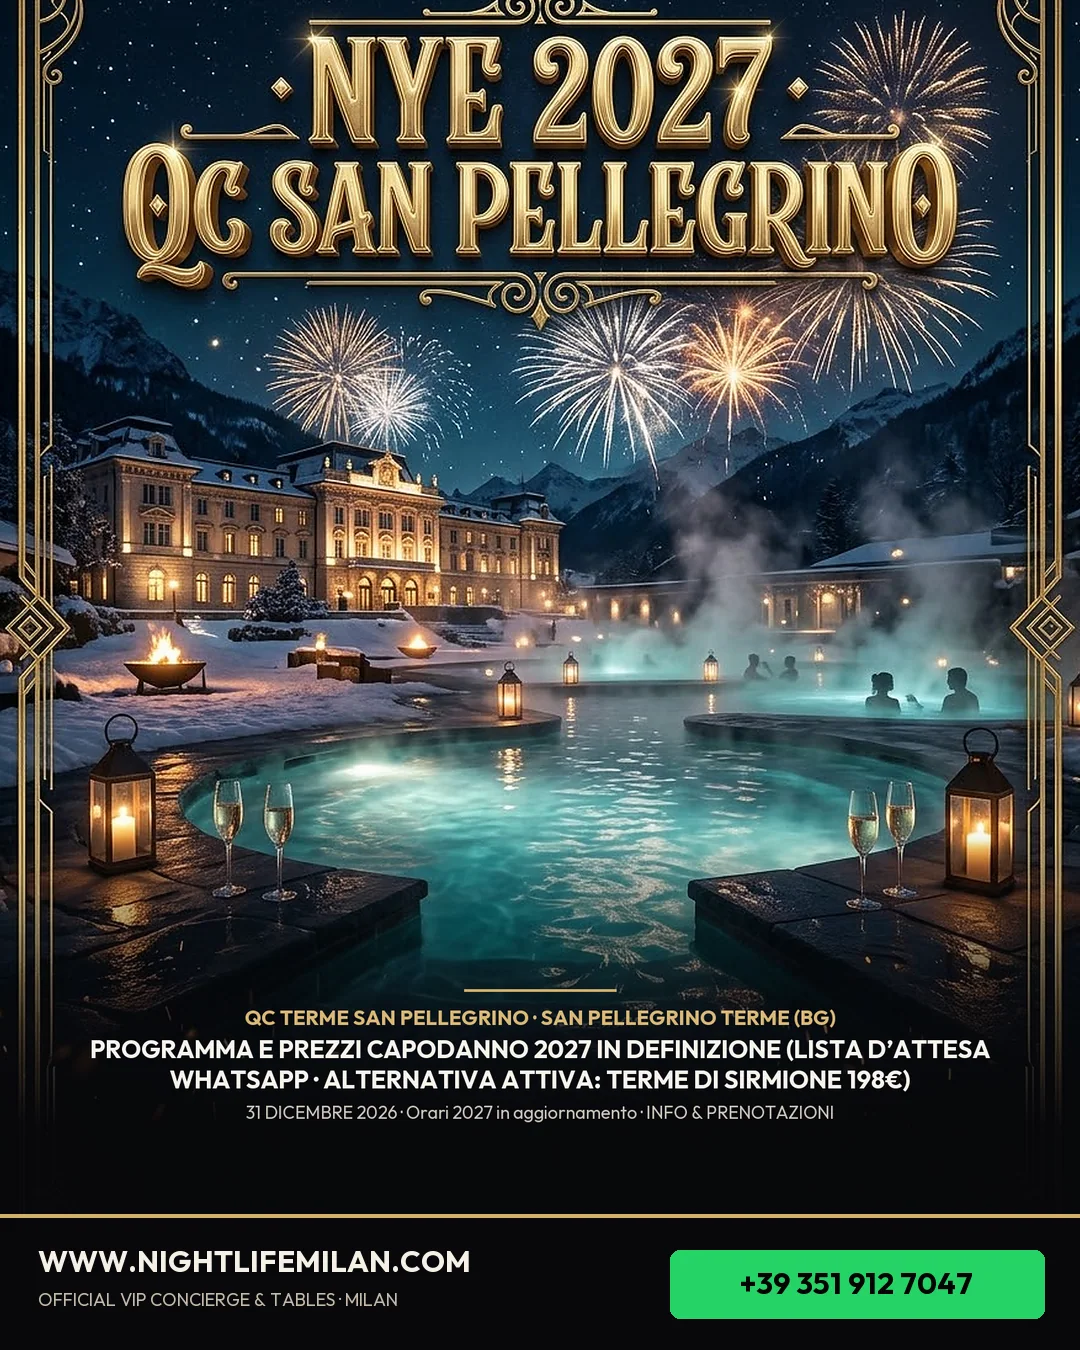 NYE 2027
QC SAN PELLEGRINO
QC TERME SAN PELLEGRINO · SAN PELLEGRINO TERME (BG)
PROGRAMMA E PREZZI CAPODANNO 2027 IN DEFINIZIONE (LISTA D’ATTESA
WHATSAPP · ALTERNATIVA ATTIVA: TERME DI SIRMIONE 198€)
31 DICEMBRE 2026 · Orari 2027 in aggiornamento · INFO & PRENOTAZIONI
WWW.NIGHTLIFEMILAN.COM
OFFICIAL VIP CONCIERGE & TABLES · MILAN
+39 351 912 7047